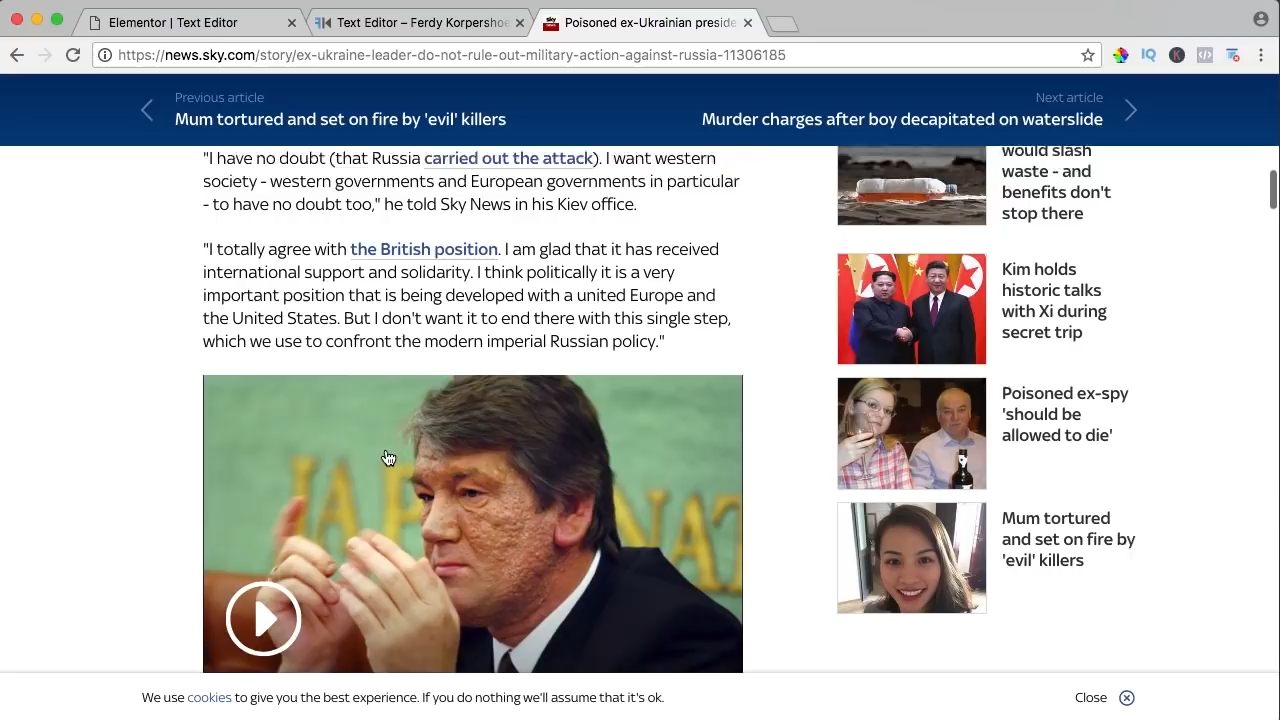 Elementor | Text Editor
Text Editor – Ferdy Korpershoe
Poisoned ex-Ukrainian preside
https://news.sky.com/story/ex-ukraine-leader-do-not-rule-out-military-action-against-russia-11306185
Previous article
Mum tortured and set on fire by 'evil' killers
Next article
Murder charges after boy decapitated on waterslide
"I have no doubt (that Russia carried out the attack). I want western
society - western governments and European governments in particular
- to have no doubt too," he told Sky News in his Kiev office.
"I totally agree with the British position. I am glad that it has received
international support and solidarity. I think politically it is a very
important position that is being developed with a united Europe and
the United States. But I don't want it to end there with this single step,
which we use to confront the modern imperial Russian policy."
would slash
waste - and
benefits don't
stop there
Kim holds
historic talks
with Xi during
secret trip
Poisoned ex-spy
'should be
allowed to die'
Mum tortured
and set on fire by
'evil' killers
We use cookies to give you the best experience. If you do nothing we'll assume that it's ok.
Close